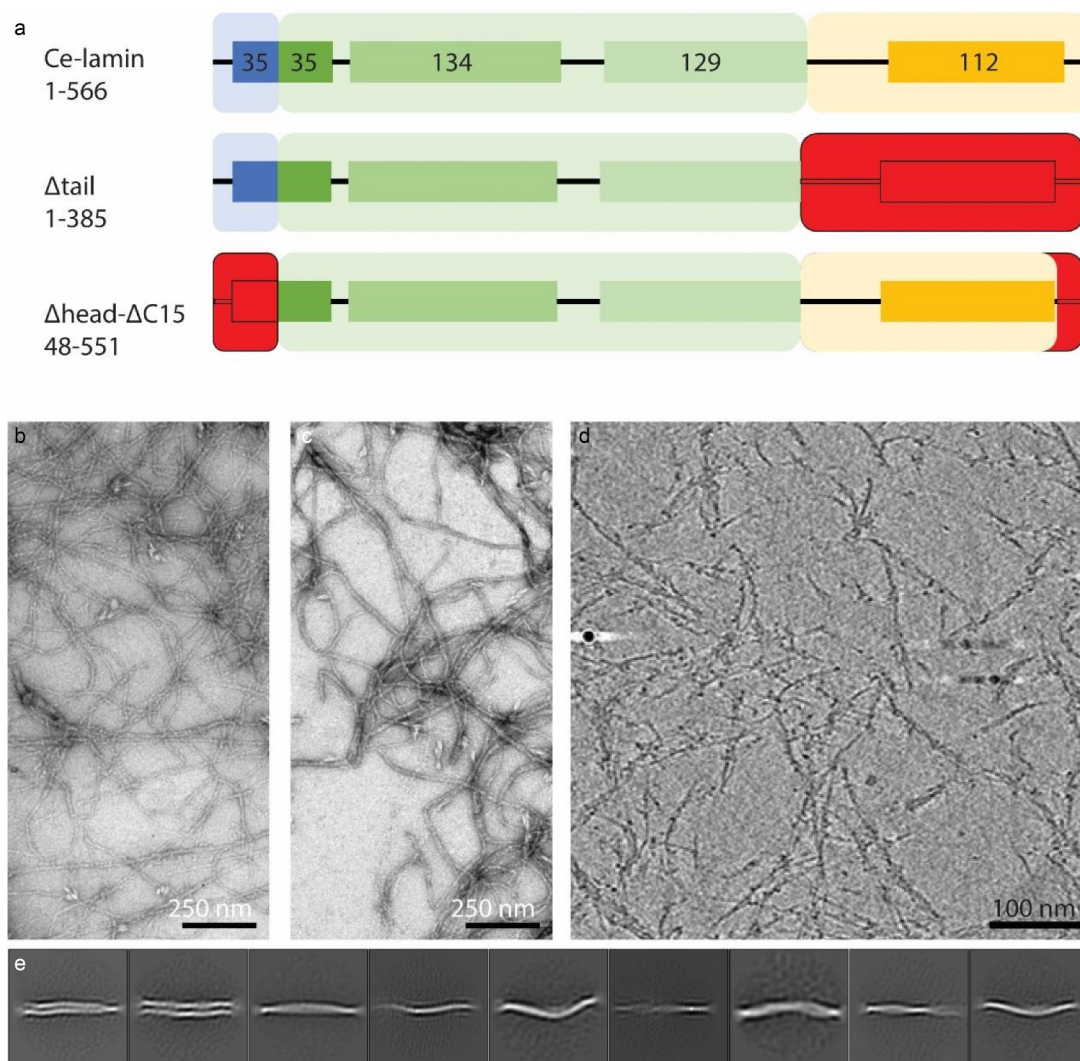 a
Ce-lamin
1-566
35 35 134 129 112
Δtail
1-385
Δhead-ΔC15
48-551
b c d
250 nm 250 nm 100 nm
e